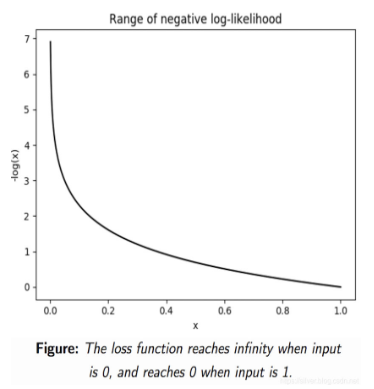 Range of negative log-likelihood
7
6
5
4
3
2
1
0
-log(x)
0.0 0.2 0.4 0.6 0.8 1.0
x
Figure: The loss function reaches infinity when input
is 0, and reaches 0 when input is 1.